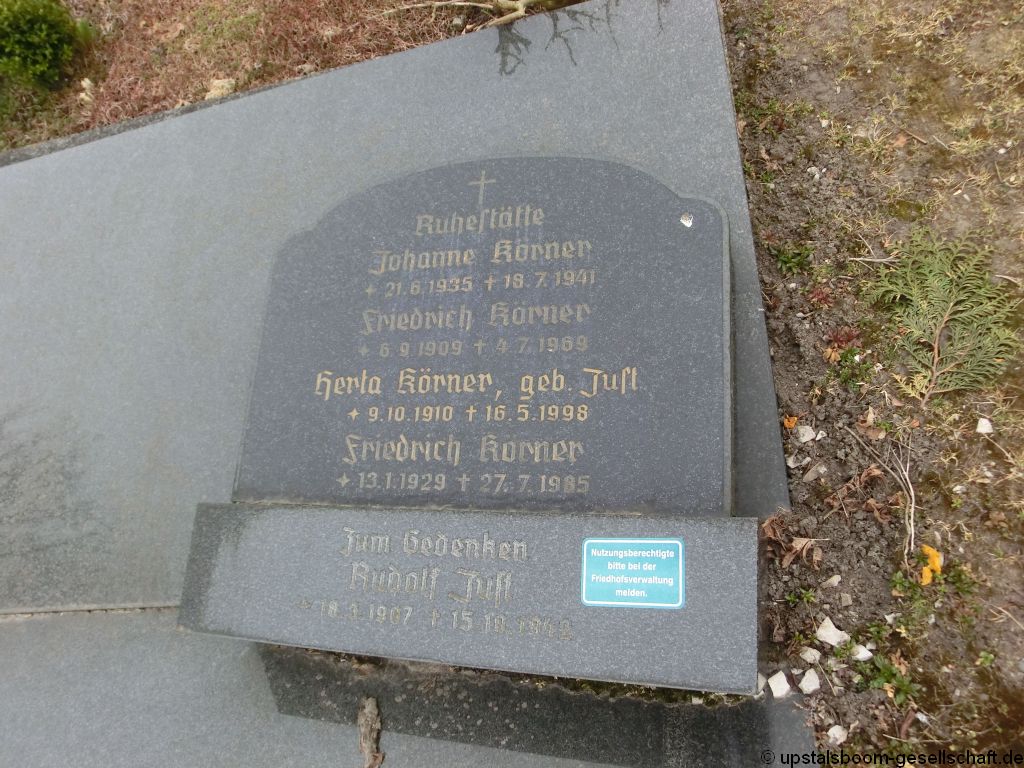 Ruhestätte
Johanne Körner
* 21.6.1935 † 18.7.1941
Friedrich Körner
* 6.9.1909 † 4.7.1969
Herta Körner, geb. Just
* 9.10.1910 † 16.5.1998
Friedrich Körner
* 13.1.1929 † 27.7.1985
Zum Gedenken
Rudolf Just
* 18.3.1907 † 15.10.1942
Nutzungsberechtigte
bitte bei der
Friedhofsverwaltung
melden.
© upstalsboom-gesellschaft.de